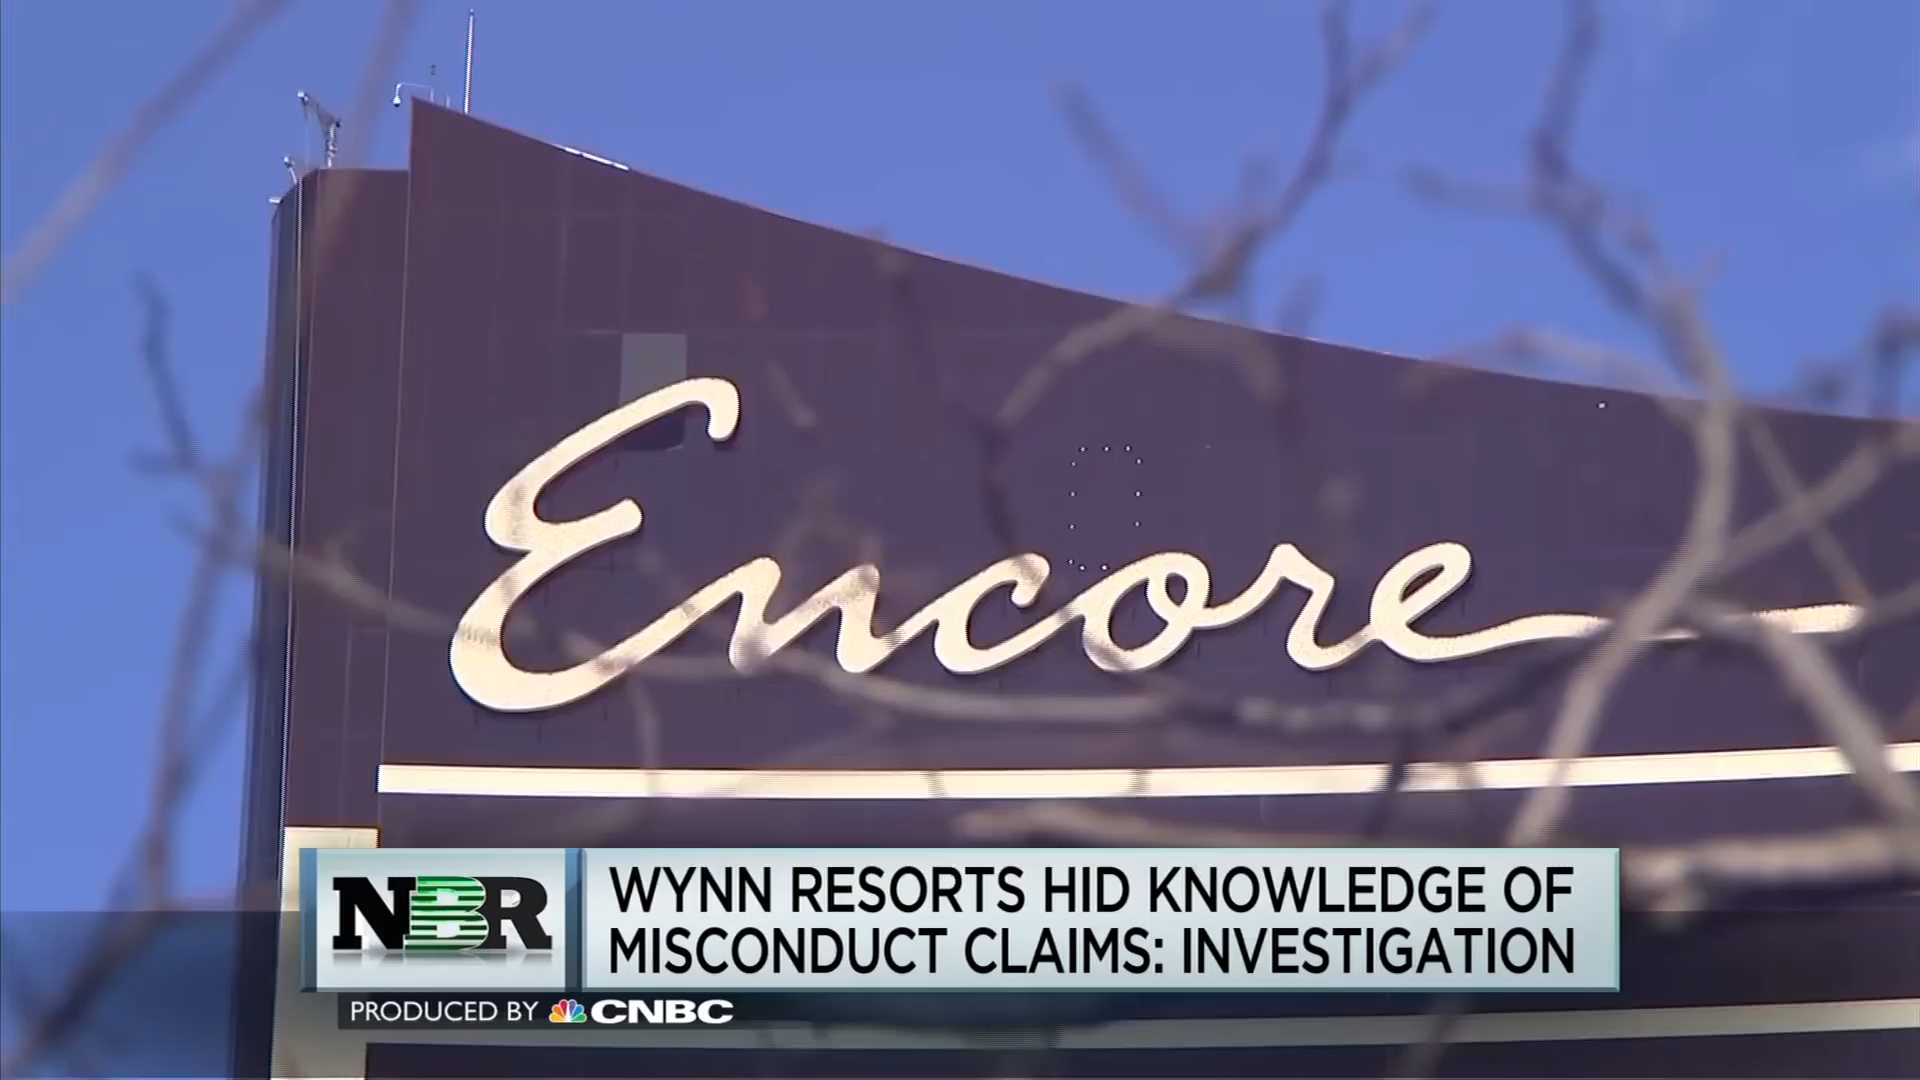 Encore
NBR
WYNN RESORTS HID KNOWLEDGE OF
MISCONDUCT CLAIMS: INVESTIGATION
PRODUCED BY CNBC